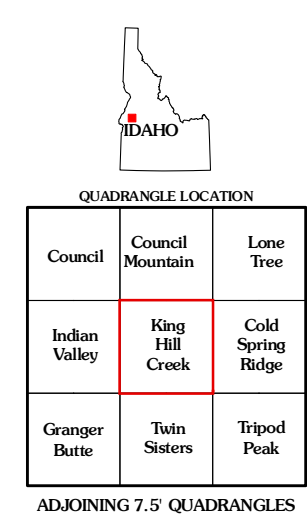 IDAHO
QUADRANGLE LOCATION
Council
Council
Mountain
Lone
Tree
Indian
Valley
King
Hill
Creek
Cold
Spring
Ridge
Granger
Butte
Twin
Sisters
Tripod
Peak
ADJOINING 7.5' QUADRANGLES